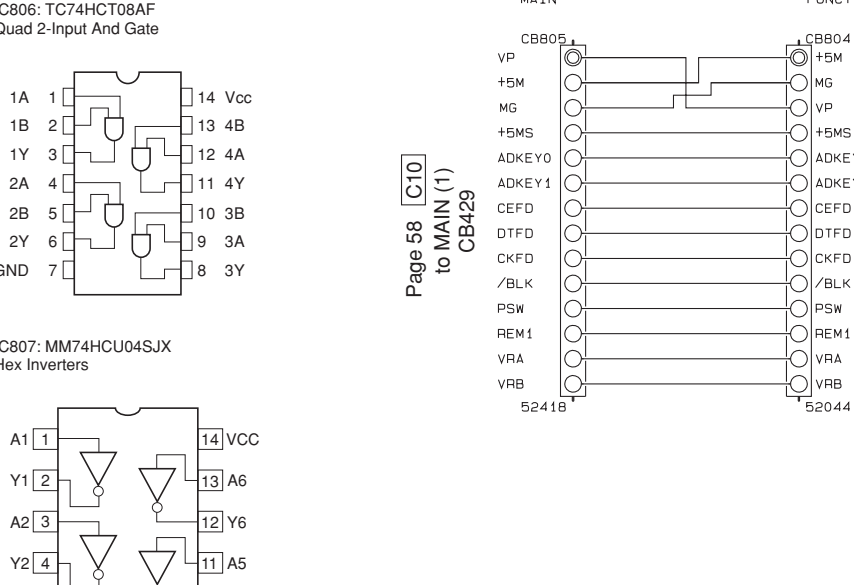 C806: TC74HCT08AF
Quad 2-Input And Gate
1A 1
1B 2
1Y 3
2A 4
2B 5
2Y 6
GND 7
14 Vcc
13 4B
12 4A
11 4Y
10 3B
9 3A
8 3Y
C807: MM74HCU04SJX
Hex Inverters
A1 1
Y1 2
A2 3
Y2 4
14 VCC
13 A6
12 Y6
11 A5
Page 58 C10
to MAIN (1)
CB429
MAIN
CB805
VP
+5M
MG
+5MS
ADKEY0
ADKEY1
CEFD
DTFD
CKFD
/BLK
PSW
REM1
VRA
VRB
52418
FUNCT
CB804
+5M
MG
VP
+5MS
ADKEY
ADKEY
CEFD
DTFD
CKFD
/BLK
PSW
REM1
VRA
VRB
52044